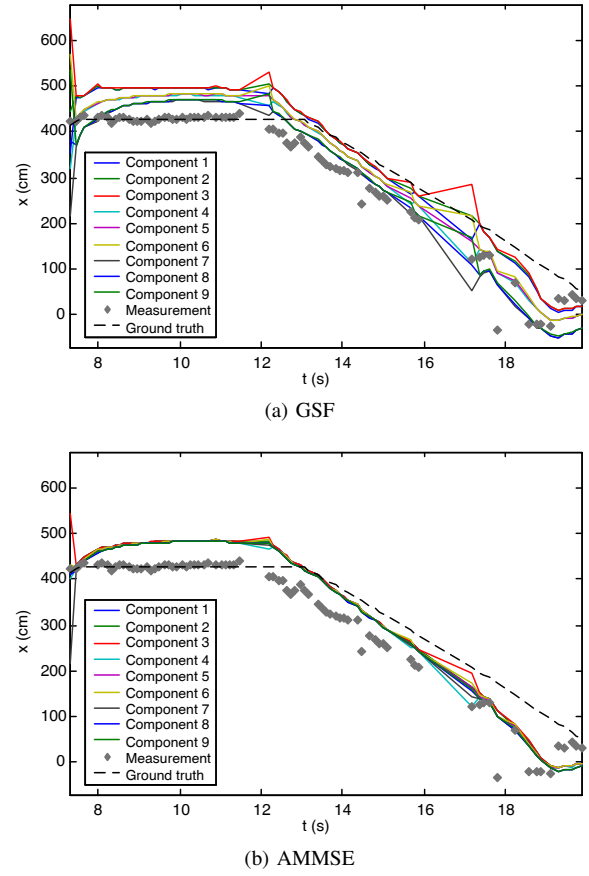 600
500
400
300
200
100
0
x (cm)
Component 1
Component 2
Component 3
Component 4
Component 5
Component 6
Component 7
Component 8
Component 9
Measurement
Ground truth
8 10 12 14 16 18
t (s)
(a) GSF
600
500
400
300
200
100
0
x (cm)
Component 1
Component 2
Component 3
Component 4
Component 5
Component 6
Component 7
Component 8
Component 9
Measurement
Ground truth
8 10 12 14 16 18
t (s)
(b) AMMSE